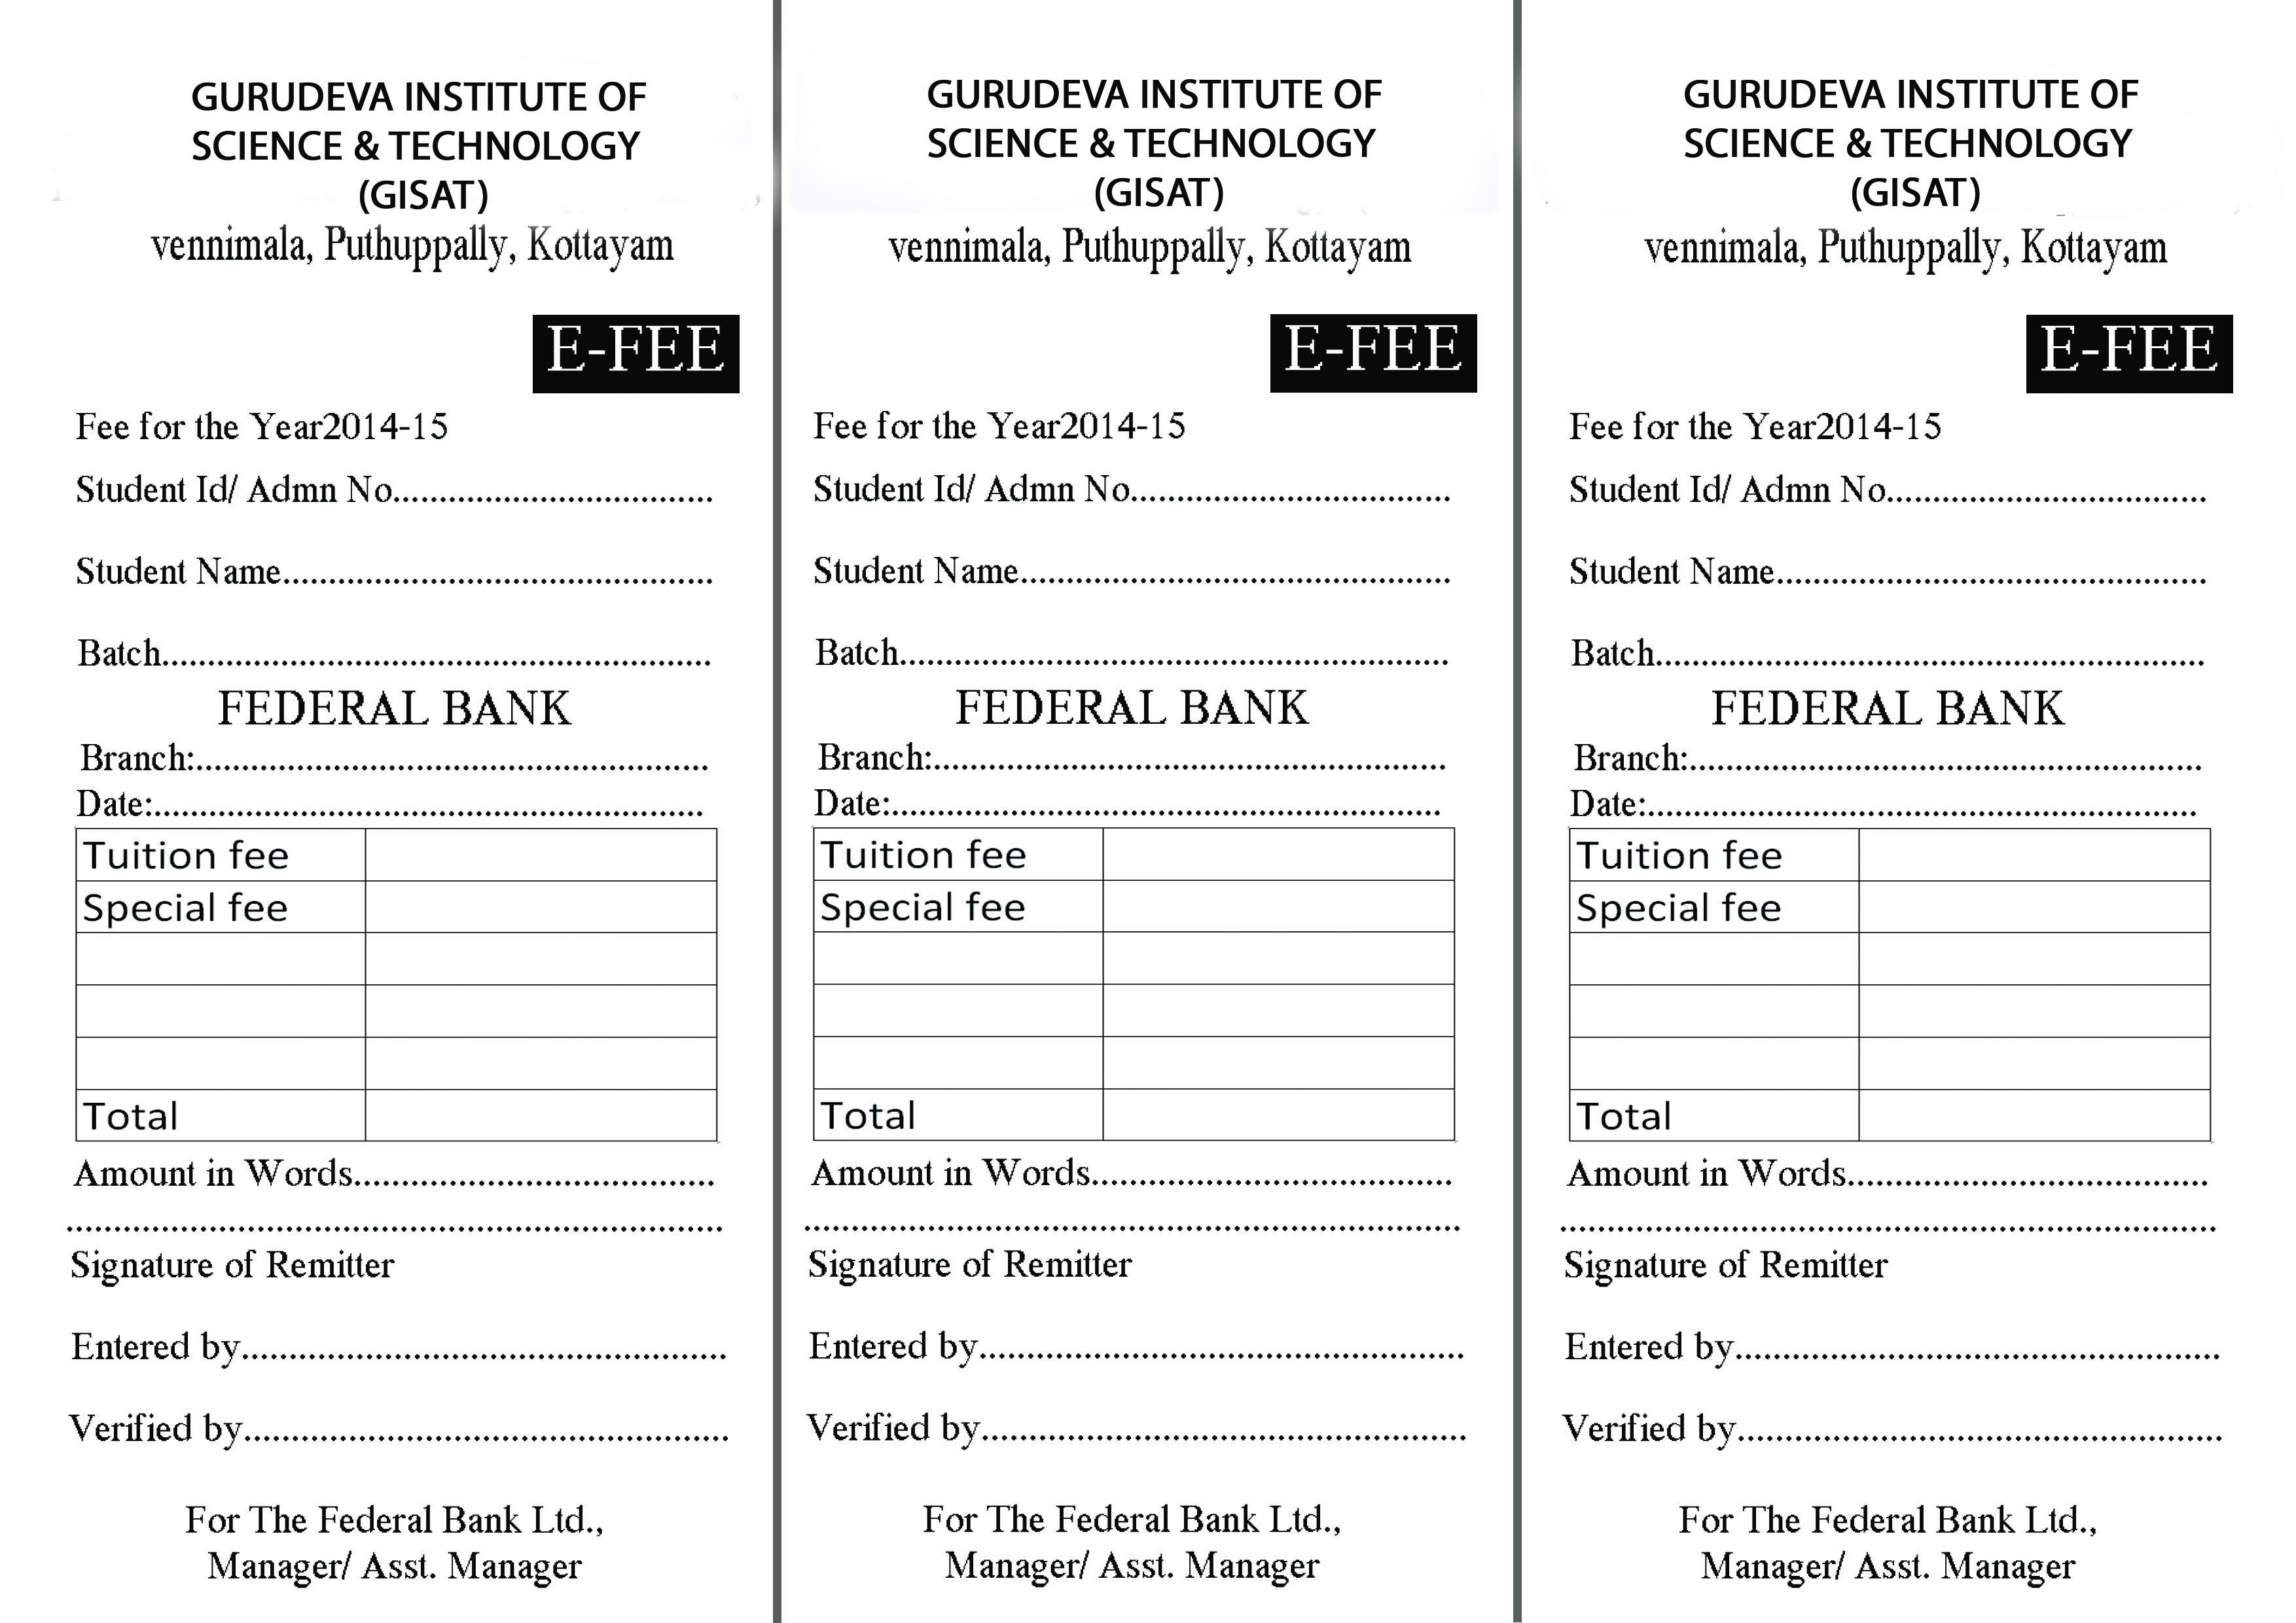 GURUDEVA INSTITUTE OF
SCIENCE & TECHNOLOGY
(GISAT)
vennimala, Puthuppally, Kottayam
E-FEE
Fee for the Year2014-15
Student Id/ Admn No..................................
Student Name..............................................
Batch...........................................................
FEDERAL BANK
Branch:.......................................................
Date:...........................................................
Tuition fee
Special fee
Total
Amount in Words.......................................
......................................................................
Signature of Remitter
Entered by....................................................
Verified by....................................................
For The Federal Bank Ltd.,
Manager/ Asst. Manager
GURUDEVA INSTITUTE OF
SCIENCE & TECHNOLOGY
(GISAT)
vennimala, Puthuppally, Kottayam
E-FEE
Fee for the Year2014-15
Student Id/ Admn No..................................
Student Name..............................................
Batch...........................................................
FEDERAL BANK
Branch:.......................................................
Date:...........................................................
Tuition fee
Special fee
Total
Amount in Words.......................................
......................................................................
Signature of Remitter
Entered by....................................................
Verified by....................................................
For The Federal Bank Ltd.,
Manager/ Asst. Manager
GURUDEVA INSTITUTE OF
SCIENCE & TECHNOLOGY
(GISAT)
vennimala, Puthuppally, Kottayam
E-FEE
Fee for the Year2014-15
Student Id/ Admn No..................................
Student Name..............................................
Batch...........................................................
FEDERAL BANK
Branch:.......................................................
Date:...........................................................
Tuition fee
Special fee
Total
Amount in Words.......................................
......................................................................
Signature of Remitter
Entered by....................................................
Verified by....................................................
For The Federal Bank Ltd.,
Manager/ Asst. Manager